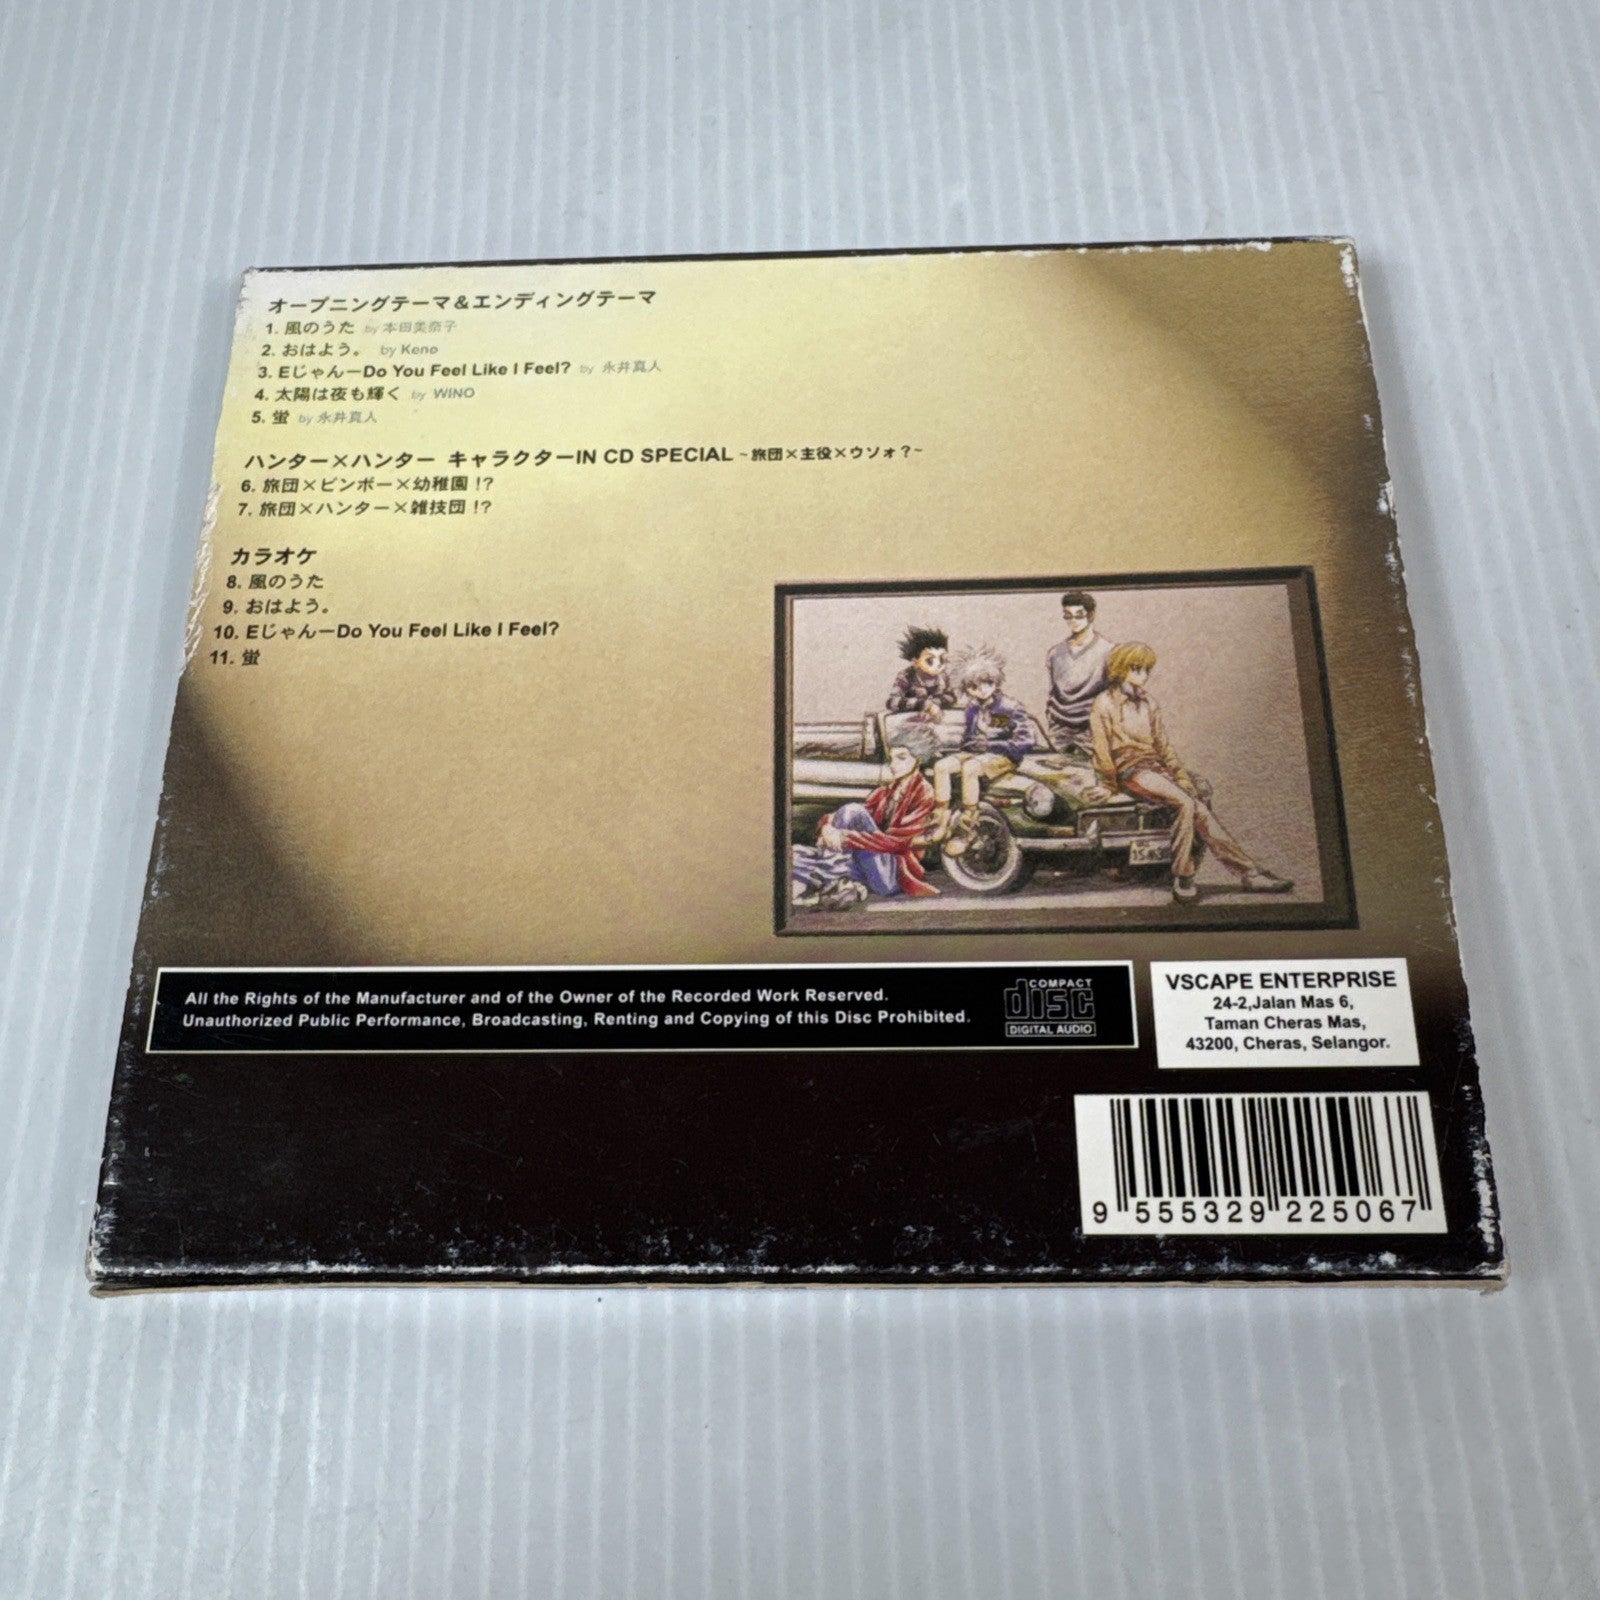 オープニングテーマ&エンディングテーマ
1. 風のうた by 本田美奈子
2. おはよう。 by Keno
3. Eじゃん－Do You Feel Like I Feel? by 永井真人
4. 太陽は夜も輝く by WINO
5. 蛍 by 永井真人
ハンター×ハンター キャラクターIN CD SPECIAL ~旅団×主役×ウソォ?~
6. 旅団×ビンボー×幼稚園!?
7. 旅団×ハンター×雑技団!?
カラオケ
8. 風のうた
9. おはよう。
10. Eじゃん－Do You Feel Like I Feel?
11. 蛍
All the Rights of the Manufacturer and of the Owner of the Recorded Work Reserved.
Unauthorized Public Performance, Broadcasting, Renting and Copying of this Disc Prohibited.
COMPACT
disc
DIGITAL AUDIO
VSCAPE ENTERPRISE
24-2,Jalan Mas 6,
Taman Cheras Mas,
43200, Cheras, Selangor.
9 555329 225067